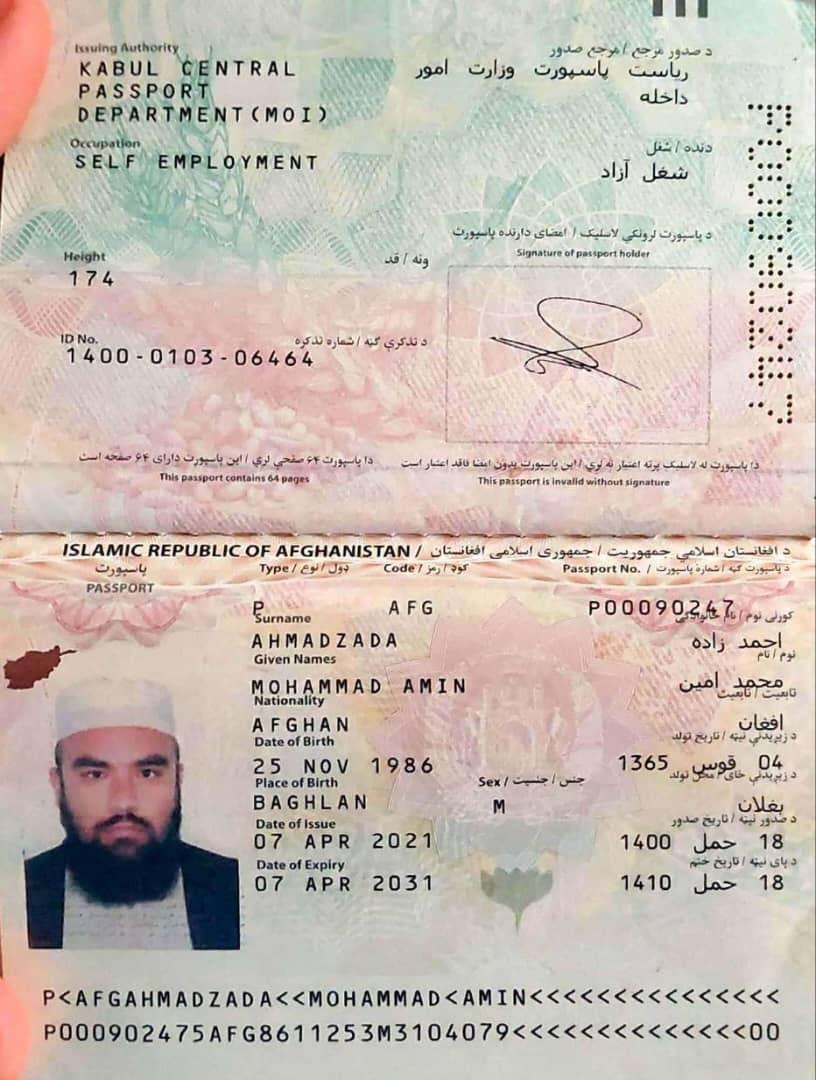 Issuing Authority
د صدور مرجع / مرجع صدور
KABUL CENTRAL
PASSPORT
DEPARTMENT(MOI)
ریاست پاسپورت وزارت امور
داخله
Occupation
دنده / شغل
SELF EMPLOYMENT
شغل آزاد
د پاسپورت لرونکي لاسلیک / امضای دارنده پاسپورت
Signature of passport holder
Height
ونه / قد
174
ID No.
د تذکرې ګڼه / شماره تذکره
1400-0103-06464
دا پاسپورت ۶۴ صفحې لري / این پاسپورت دارای ۶۴ صفحه است
This passport contains 64 pages
دا پاسپورت له لاسلیک پرته اعتبار نه لري / این پاسپورت بدون امضا فاقد اعتبار است
This passport is invalid without signature
P00090247
ISLAMIC REPUBLIC OF AFGHANISTAN / د افغانستان اسلامي جمهوریت / جمهوری اسلامی افغانستان
پاسپورت
PASSPORT
Type / ډول / نوع
Code / کوډ / رمز
Passport No. / د پاسپورت ګڼه / شمارۀ پاسپورت
P AFG P00090247
Surname
کورنی نوم / نام خانوادگی
AHMADZADA
احمد زاده
Given Names
نوم / نام
MOHAMMAD AMIN
محمد امین
Nationality
تابعیت / تابعیت
AFGHAN
افغان
Date of Birth
د زیږیدنې نېټه / تاریخ تولد
25 NOV 1986
04 قوس 1365
Place of Birth
د زیږیدنې ځای / محل تولد
Sex / جنس / جنسیت
BAGHLAN
M
بغلان
Date of Issue
د صدور نېټه / تاریخ صدور
07 APR 2021
18 حمل 1400
Date of Expiry
د پای نېټه / تاریخ ختم
07 APR 2031
18 حمل 1410
P<AFGAHMADZADA<<MOHAMMAD<AMIN<<<<<<<<<<<<<<<
P000902475AFG8611253M3104079<<<<<<<<<<<<<<00